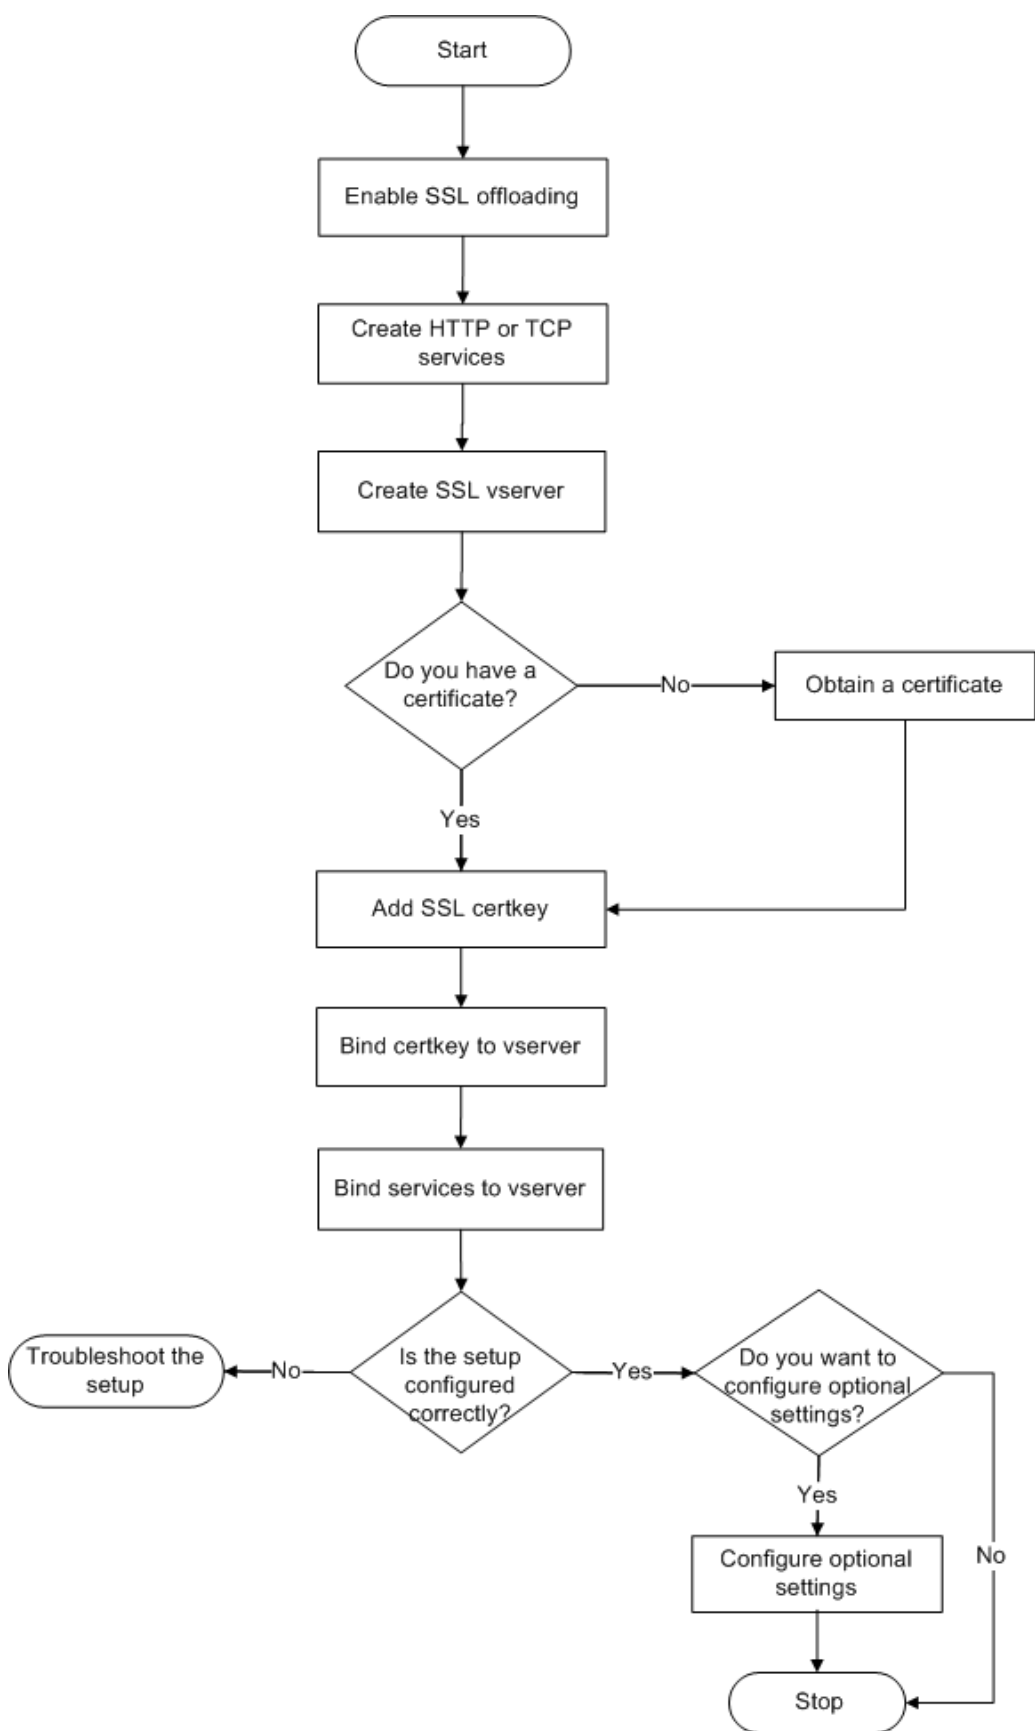 Start
Enable SSL offloading
Create HTTP or TCP
services
Create SSL vserver
Do you have a
certificate?
No
Obtain a certificate
Yes
Add SSL certkey
Bind certkey to vserver
Bind services to vserver
Troubleshoot the
setup
No
Is the setup
configured
correctly?
Yes
Do you want to
configure optional
settings?
Yes
Configure optional
settings
No
Stop